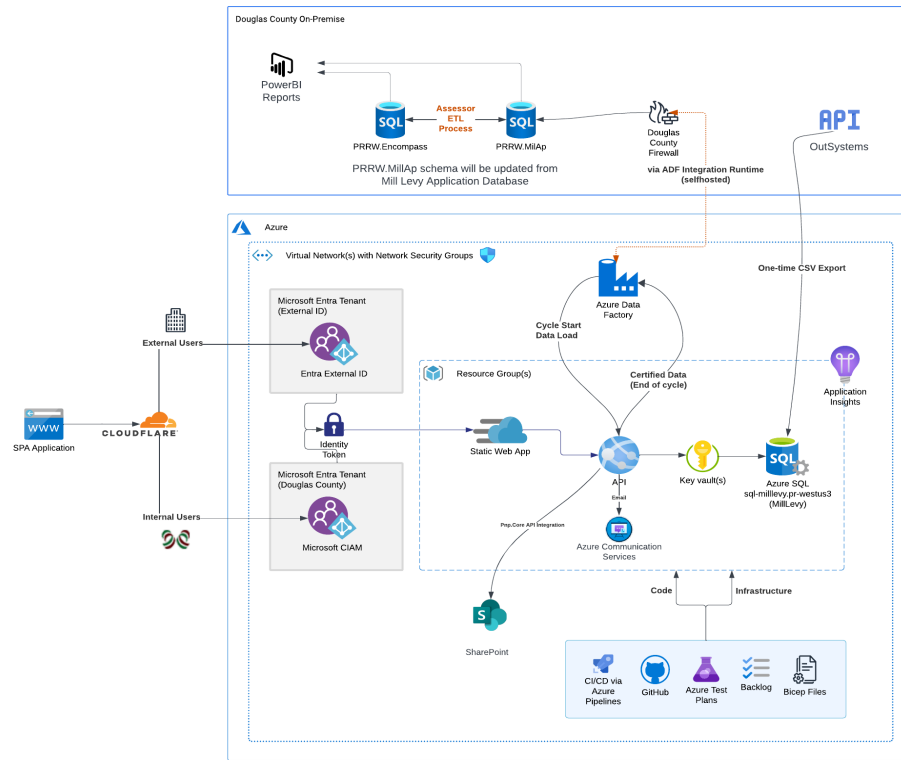 Douglas County On-Premise
PowerBI
Reports
SQL
PRRW.Encompass
Assessor
ETL
Process
SQL
PRRW.MilAp
Douglas
County
Firewall
API
OutSystems
PRRW.MillAp schema will be updated from
Mill Levy Application Database
via ADF Integration Runtime
(selfhosted)
Azure
Virtual Network(s) with Network Security Groups
One-time CSV Export
Microsoft Entra Tenant
(External ID)
Entra External ID
Azure Data
Factory
Cycle Start
Data Load
Certified Data
(End of cycle)
External Users
Resource Group(s)
Application
Insights
WWW
SPA Application
CLOUDFLARE
Identity
Token
Static Web App
API
Key vault(s)
SQL
Azure SQL
sql-milllevy.pr-westus3
(MillLevy)
Microsoft Entra Tenant
(Douglas County)
Microsoft CIAM
Internal Users
Email
Pnp.Core API Integration
Azure Communication
Services
S
SharePoint
Code
Infrastructure
CI/CD via
Azure
Pipelines
GitHub
Azure Test
Plans
Backlog
Bicep Files